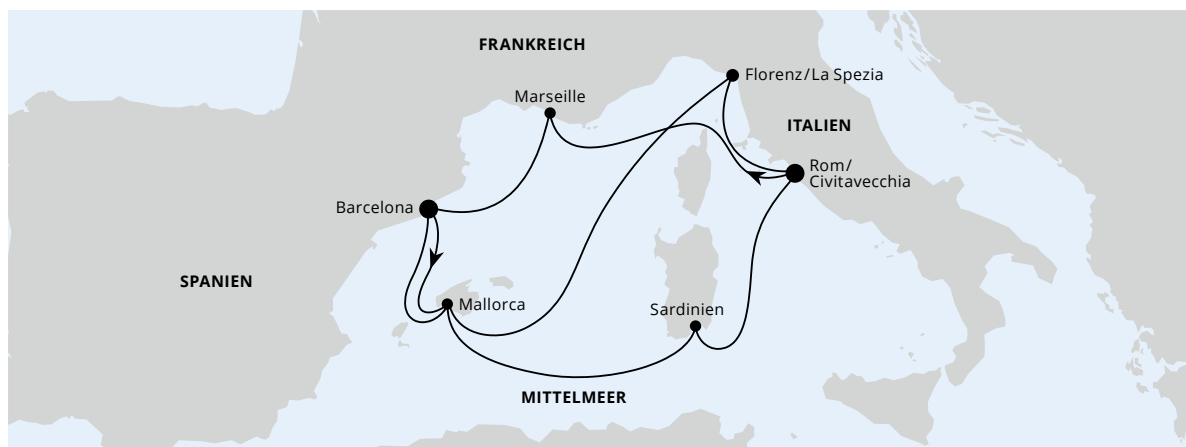 FRANKREICH
Florenz/La Spezia
Marseille
ITALIEN
Rom/
Civitavecchia
Barcelona
SPANIEN
Mallorca
Sardinien
MITTELMEER